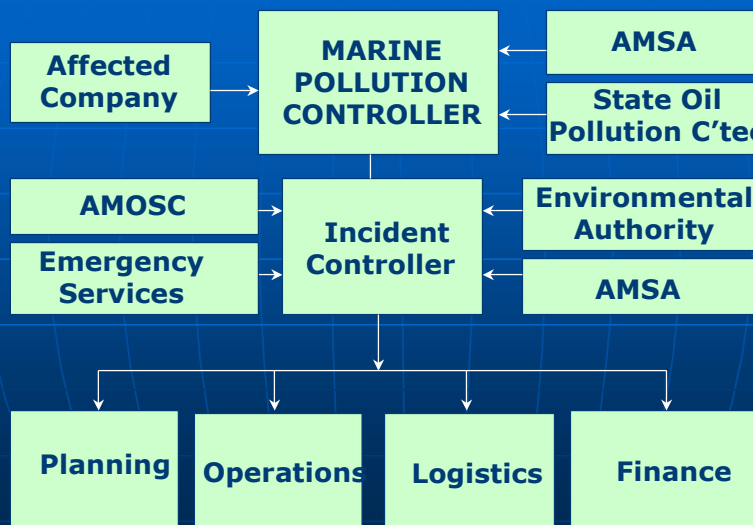 Affected
Company
MARINE
POLLUTION
CONTROLLER
AMSA
State Oil
Pollution C’tee
AMOSC
Emergency
Services
Incident
Controller
Environmental
Authority
AMSA
Planning
Operations
Logistics
Finance